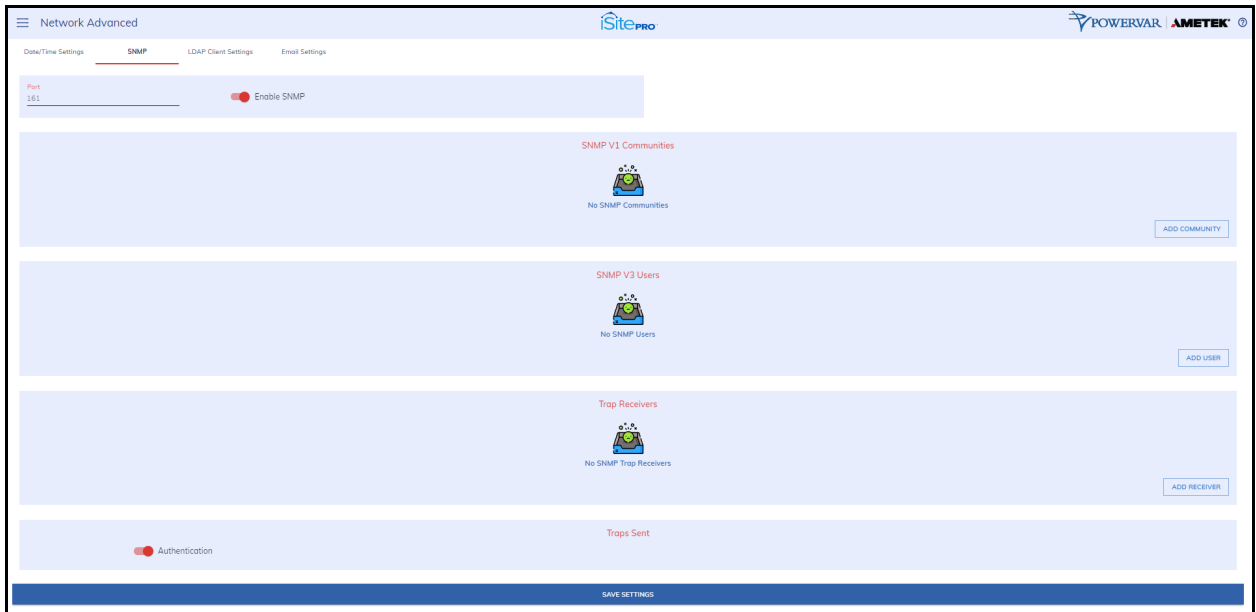 Network Advanced
iSitePRO
POWERVAR AMETEK
Date/Time Settings
SNMP
LDAP Client Settings
Email Settings
Port
161
Enable SNMP
SNMP V1 Communities
No SNMP Communities
ADD COMMUNITY
SNMP V3 Users
No SNMP Users
ADD USER
Trap Receivers
No SNMP Trap Receivers
ADD RECEIVER
Traps Sent
Authentication
SAVE SETTINGS